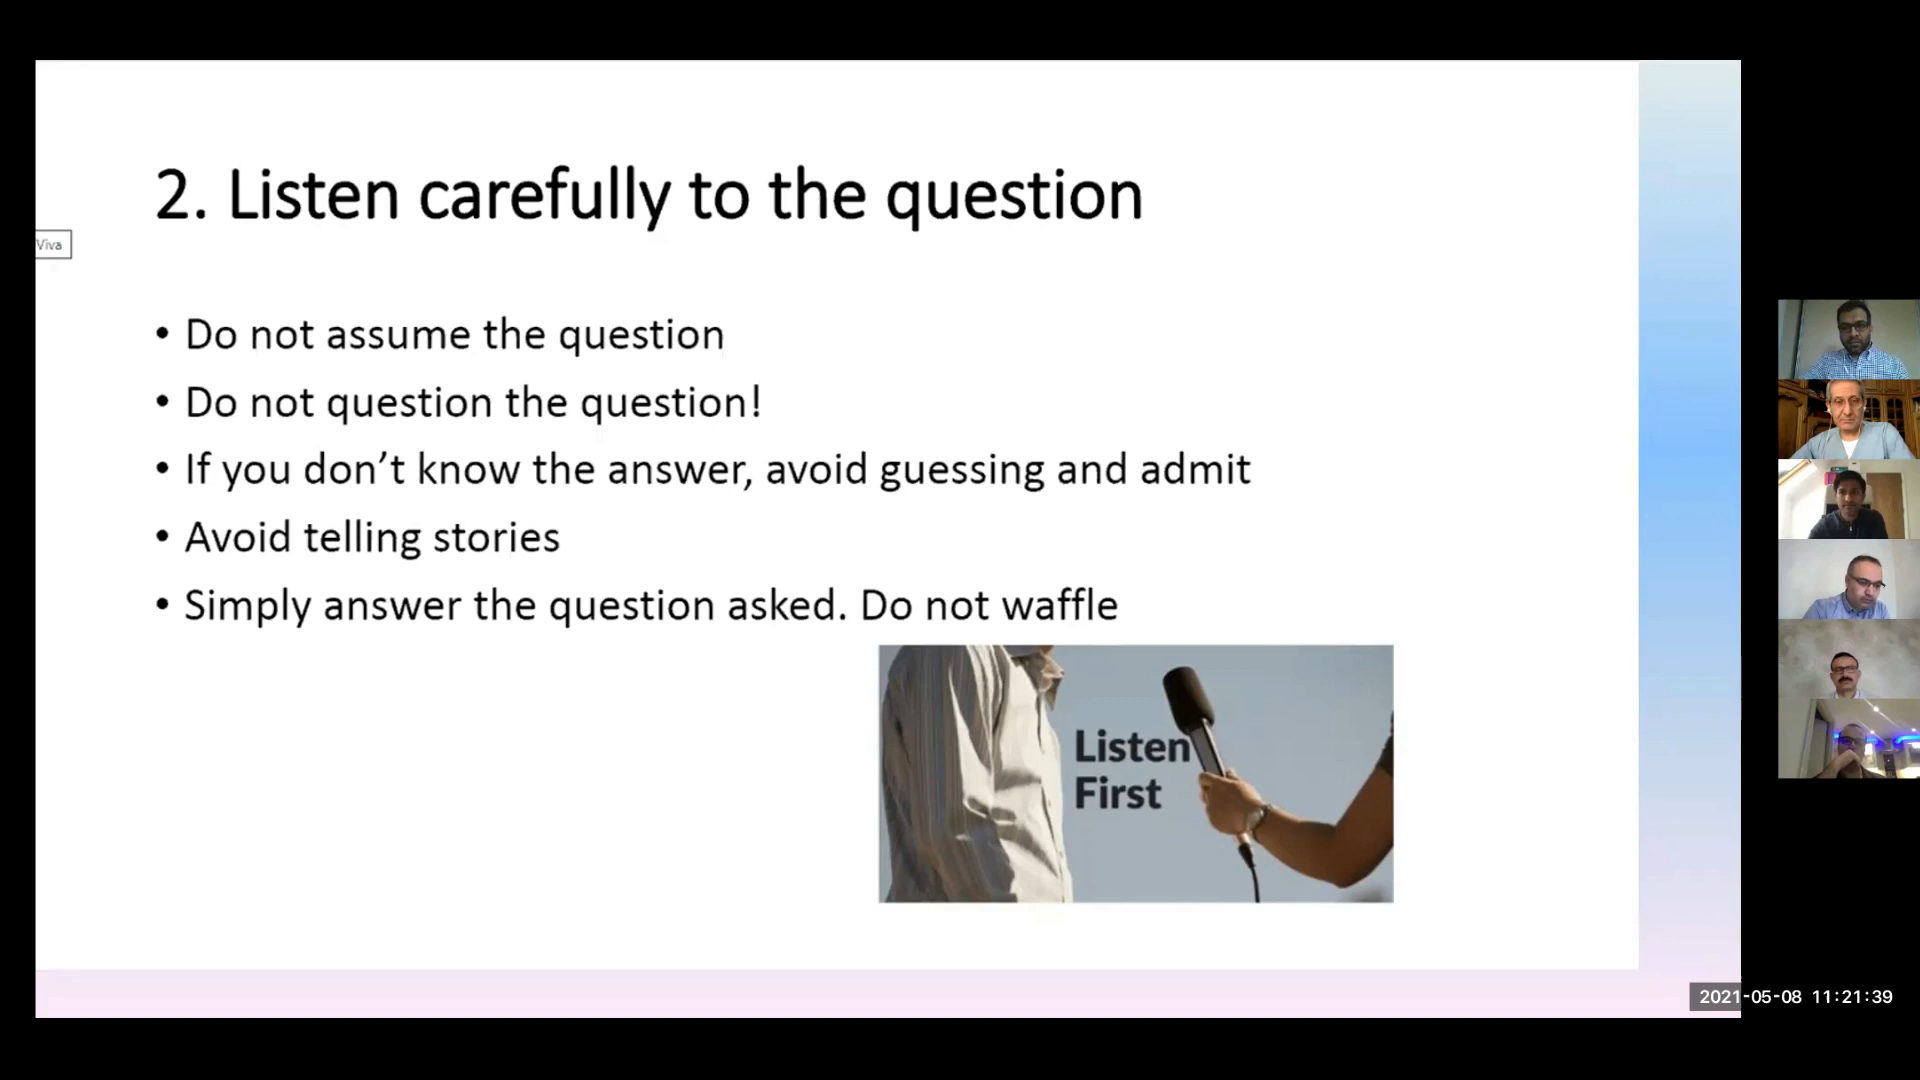 2. Listen carefully to the question
Viva
• Do not assume the question
• Do not question the question!
• If you don’t know the answer, avoid guessing and admit
• Avoid telling stories
• Simply answer the question asked. Do not waffle
Listen
First
2021-05-08 11:21:39